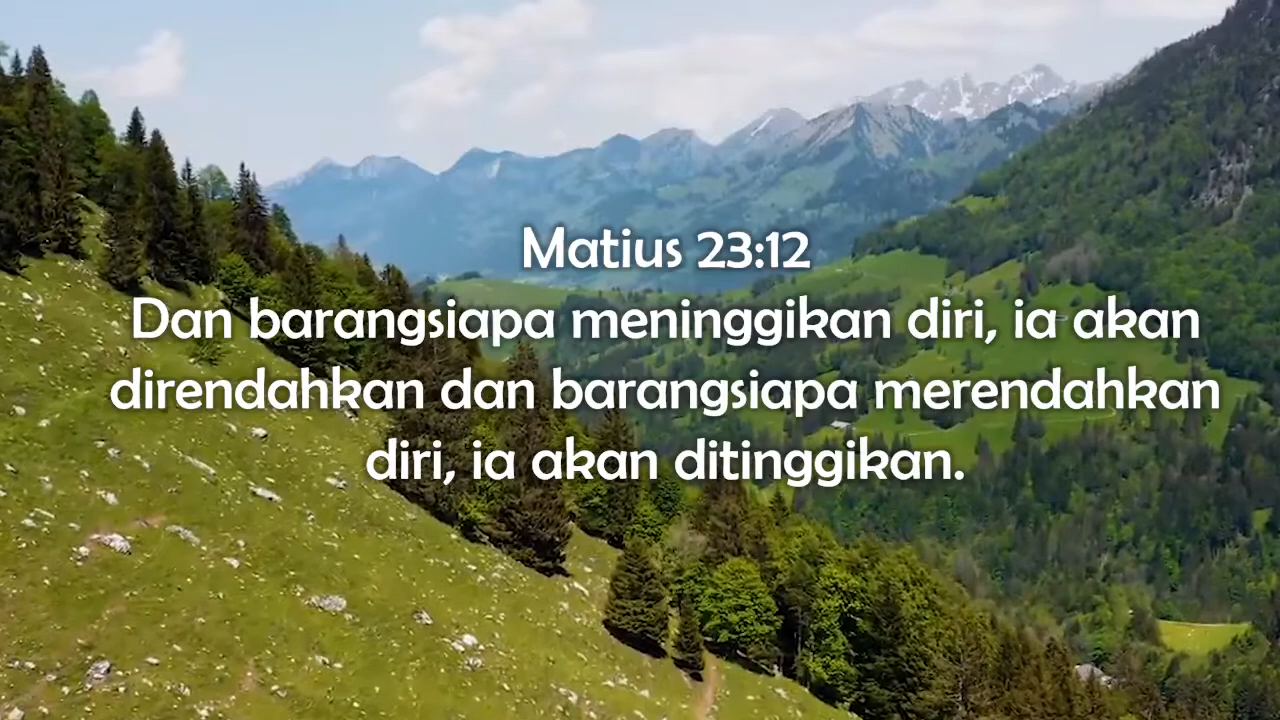 Matius 23:12
Dan barangsiapa meninggikan diri, ia akan
direndahkan dan barangsiapa merendahkan
diri, ia akan ditinggikan.